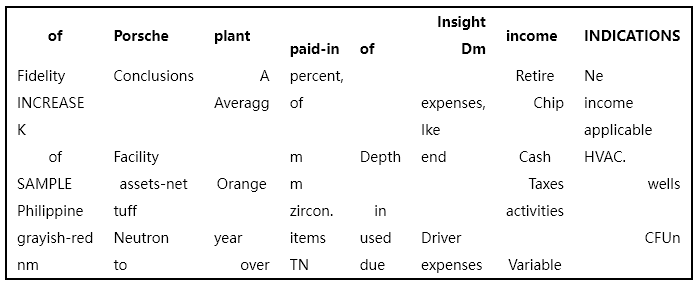 of Porsche plant paid-in of Insight Dm income INDICATIONS
Fidelity Conclusions A percent, Retire Ne
INCREASE Averagg of expenses, Chip income
K Ike applicable
of Facility m Depth end Cash HVAC.
SAMPLE assets-net Orange m Taxes wells
Philippine tuff zircon. in activities
grayish-red Neutron year items used Driver CFUn
nm to over TN due expenses Variable